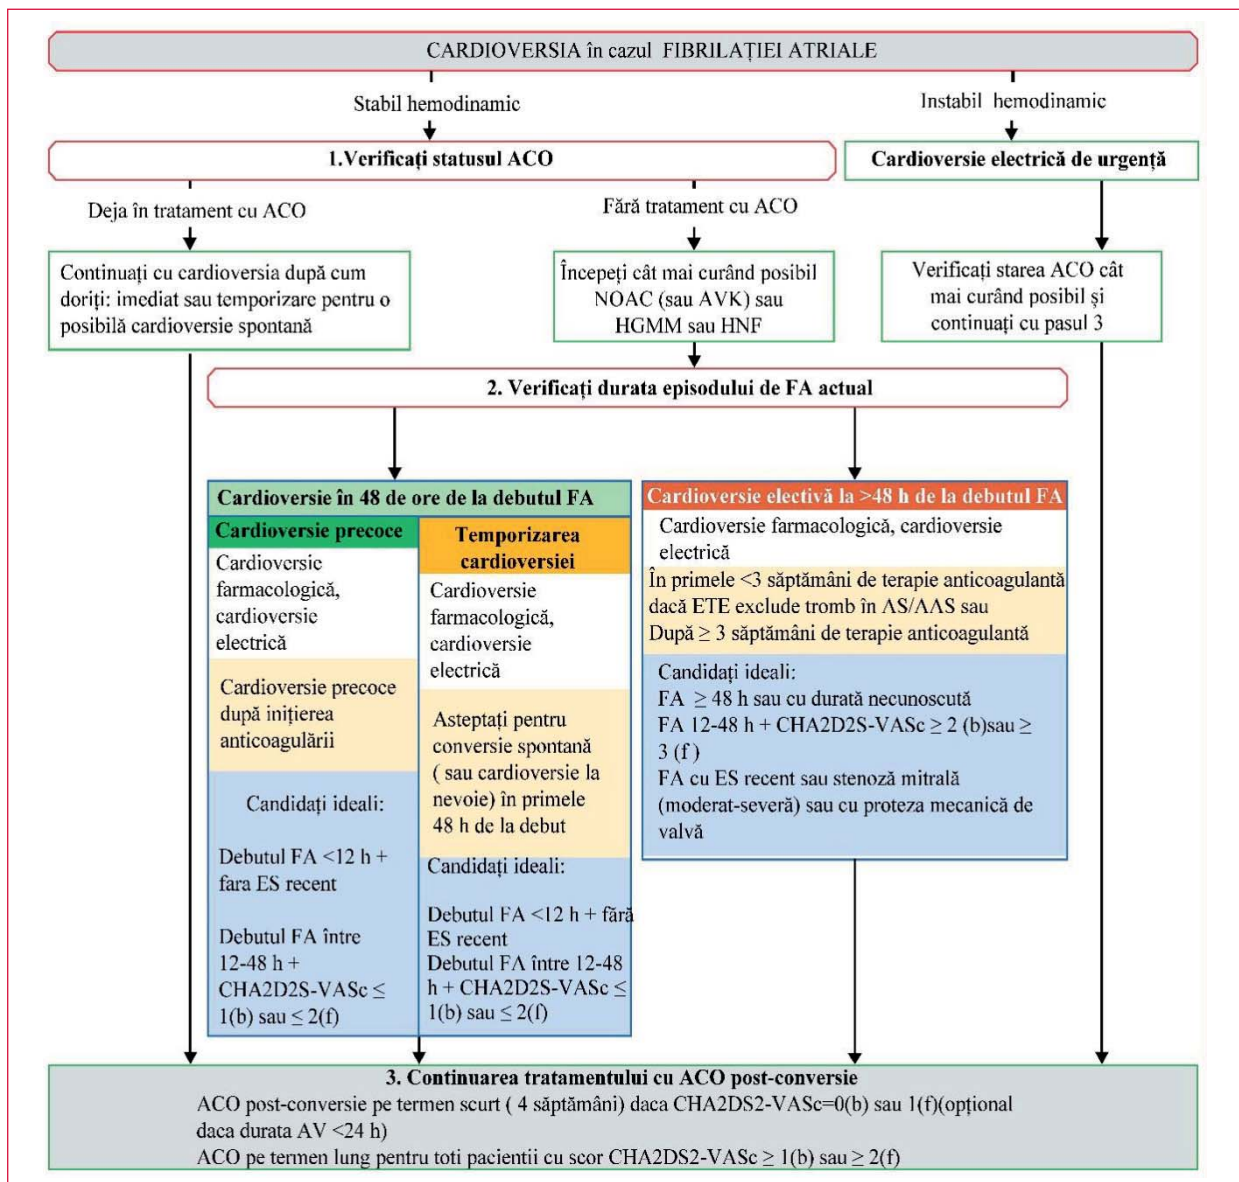 CARDIOVERSIA în cazul FIBRILAȚIEI ATRIALE
Stabil hemodinamic
Instabil hemodinamic
1.Verificați statusul ACO
Cardioversie electrică de urgență
Deja în tratament cu ACO
Fără tratament cu ACO
Continuați cu cardioversia după cum
doriți: imediat sau temporizare pentru o
posibilă cardioversie spontană
Începeți cât mai curând posibil
NOAC (sau AVK) sau
HGMM sau HNF
Verificați starea ACO cât
mai curând posibil și
continuați cu pasul 3
2. Verificați durata episodului de FA actual
Cardioversie în 48 de ore de la debutul FA
Cardioversie precoce
Cardioversie
farmacologică,
cardioversie
electrică
Cardioversie precoce
după inițierea
anticoagulării
Candidați ideali:
Debutul FA <12 h +
fara ES recent
Debutul FA între
12-48 h +
CHA2D2S-VASc ≤
1(b) sau ≤ 2(f)
Temporizarea
cardioversiei
Cardioversie
farmacologică,
cardioversie
electrică
Asteptați pentru
conversie spontană
( sau cardioversie la
nevoie) în primele
48 h de la debut
Candidați ideali:
Debutul FA <12 h + fără
ES recent
Debutul FA între 12-48
h + CHA2D2S-VASc ≤
1(b) sau ≤ 2(f)
Cardioversie electivă la >48 h de la debutul FA
Cardioversie farmacologică, cardioversie
electrică
În primele <3 săptămâni de terapie anticoagulantă
dacă ETE exclude tromb în AS/AAS sau
După ≥ 3 săptămâni de terapie anticoagulantă
Candidați ideali:
FA ≥ 48 h sau cu durată necunoscută
FA 12-48 h + CHA2D2S-VASc ≥ 2 (b)sau ≥
3 (f )
FA cu ES recent sau stenoză mitrală
(moderat-severă) sau cu proteza mecanică de
valvă
3. Continuarea tratamentului cu ACO post-conversie
ACO post-conversie pe termen scurt ( 4 săptămâni) daca CHA2DS2-VASc=0(b) sau 1(f)(opțional
daca durata AV <24 h)
ACO pe termen lung pentru toti pacientii cu scor CHA2DS2-VASc ≥ 1(b) sau ≥ 2(f)